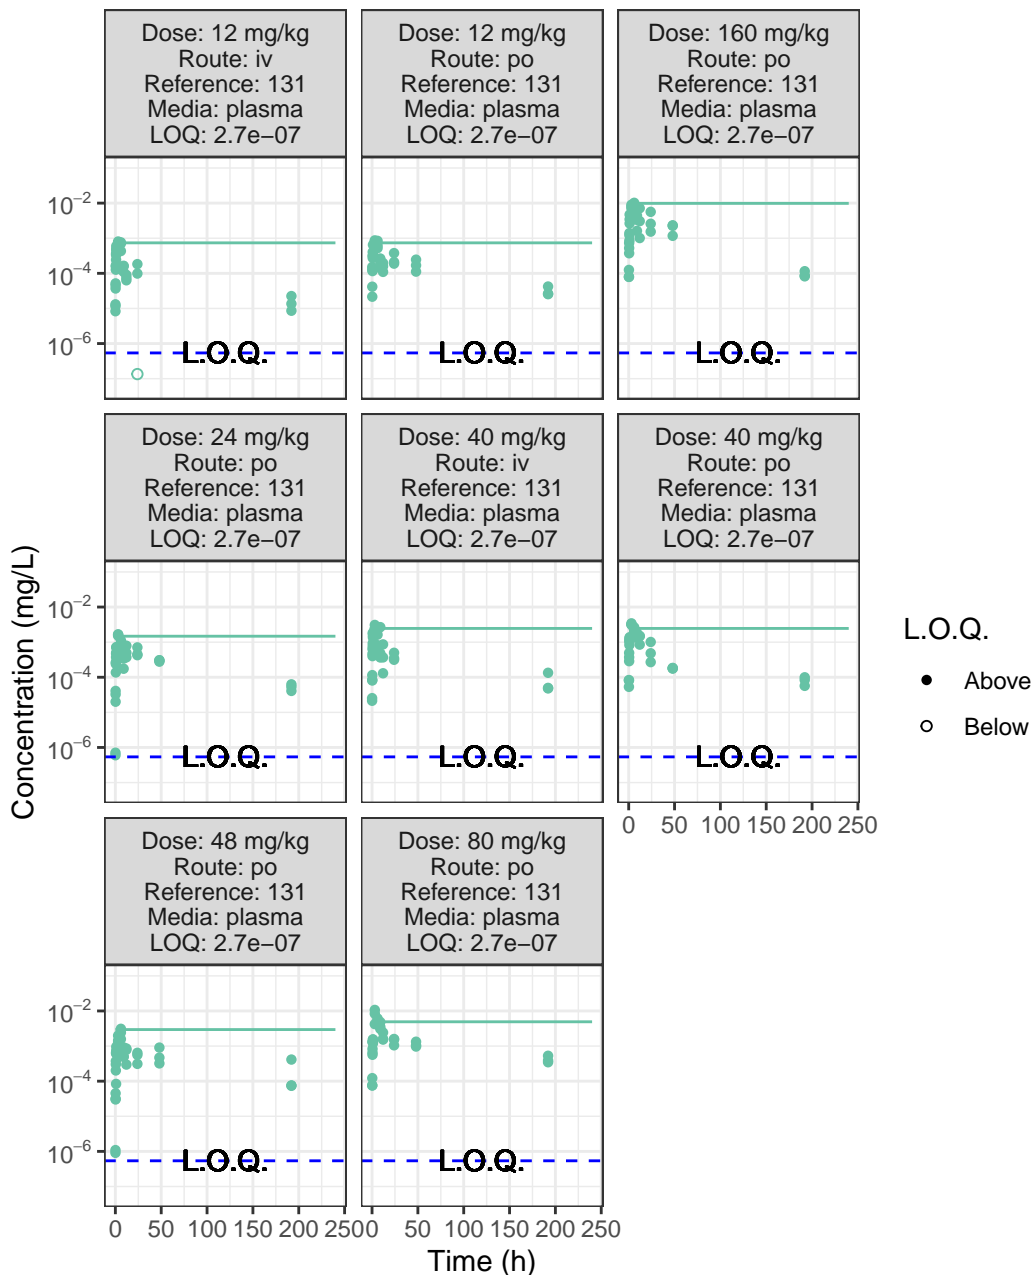 Dose: 12 mg/kg
Route: iv
Reference: 131
Media: plasma
LOQ: 2.7e−07
Dose: 12 mg/kg
Route: po
Reference: 131
Media: plasma
LOQ: 2.7e−07
Dose: 160 mg/kg
Route: po
Reference: 131
Media: plasma
LOQ: 2.7e−07
10⁻²
10⁻⁴
10⁻⁶
L.O.Q.
L.O.Q.
L.O.Q.
Dose: 24 mg/kg
Route: po
Reference: 131
Media: plasma
LOQ: 2.7e−07
Dose: 40 mg/kg
Route: iv
Reference: 131
Media: plasma
LOQ: 2.7e−07
Dose: 40 mg/kg
Route: po
Reference: 131
Media: plasma
LOQ: 2.7e−07
Concentration (mg/L)
10⁻²
10⁻⁴
10⁻⁶
L.O.Q.
L.O.Q.
L.O.Q.
0 50 100 150 200 250
L.O.Q.
Above
Below
Dose: 48 mg/kg
Route: po
Reference: 131
Media: plasma
LOQ: 2.7e−07
Dose: 80 mg/kg
Route: po
Reference: 131
Media: plasma
LOQ: 2.7e−07
10⁻²
10⁻⁴
10⁻⁶
L.O.Q.
L.O.Q.
0 50 100 150 200 250
0 50 100 150 200 250
Time (h)